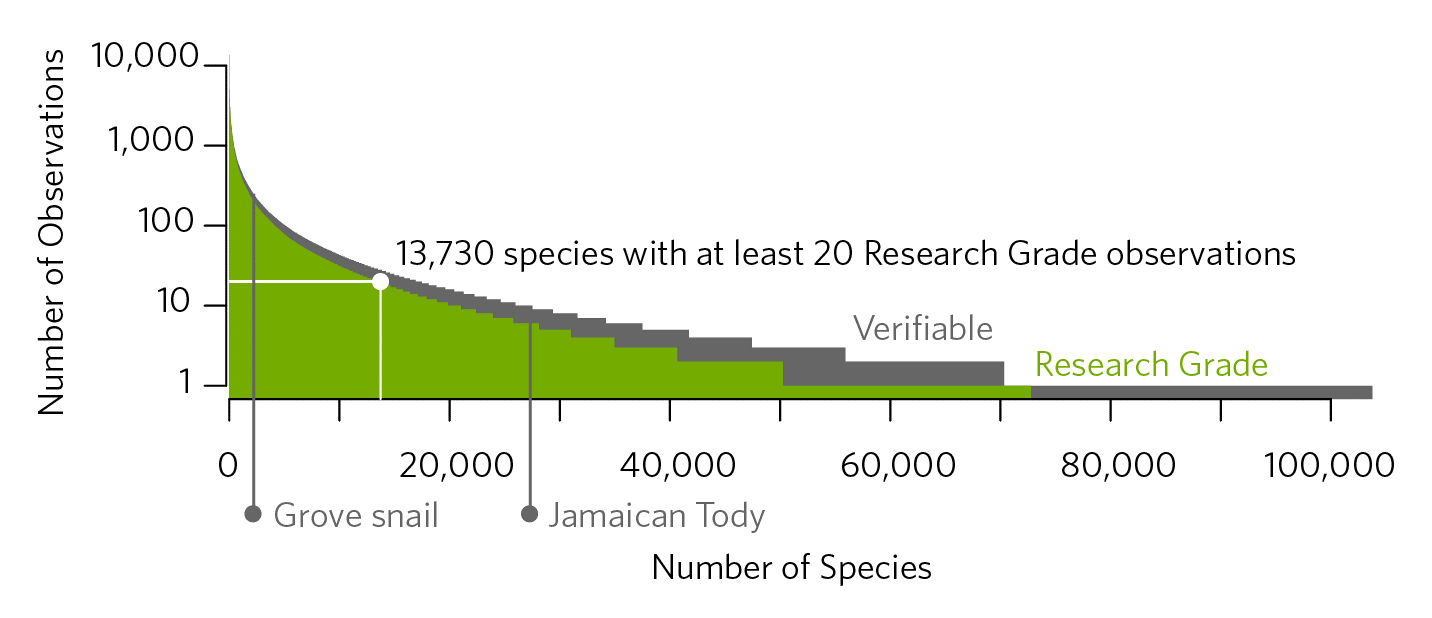 Number of Observations
10,000
1,000
100
10
1
13,730 species with at least 20 Research Grade observations
Verifiable
Research Grade
0
20,000
40,000
60,000
80,000
100,000
Grove snail
Jamaican Tody
Number of Species